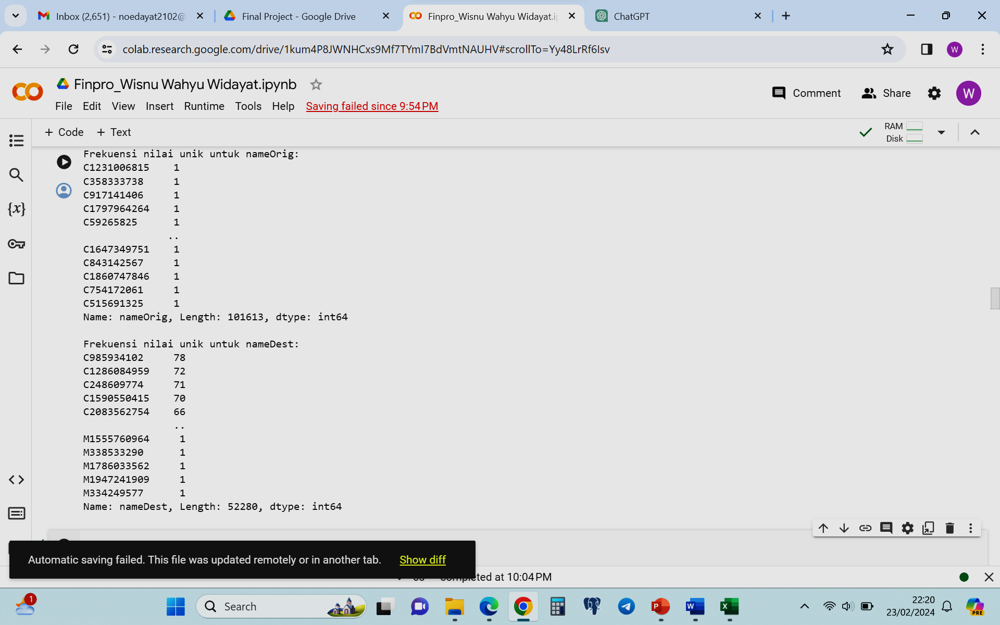 Inbox (2,651) - noedayat2102@
Final Project - Google Drive
Finpro_Wisnu Wahyu Widayat.i
ChatGPT
colab.research.google.com/drive/1kum4P8JWNHCxs9Mf7TYmI7BdVmtNAUHV#scrollTo=Yy48LrRf6Isv
W
Finpro_Wisnu Wahyu Widayat.ipynb
Comment
Share
W
File Edit View Insert Runtime Tools Help Saving failed since 9:54 PM
+ Code + Text
RAM
Disk
{x}
Frekuensi nilai unik untuk nameOrig:
C1231006815 1
C358333738 1
C917141406 1
C1797964264 1
C59265825 1
..
C1647349751 1
C843142567 1
C1860747846 1
C754172061 1
C515691325 1
Name: nameOrig, Length: 101613, dtype: int64
Frekuensi nilai unik untuk nameDest:
C985934102 78
C1286084959 72
C248609774 71
C1590550415 70
C2083562754 66
..
M1555760964 1
M338533290 1
M1786033562 1
M1947241909 1
M334249577 1
Name: nameDest, Length: 52280, dtype: int64
Automatic saving failed. This file was updated remotely or in another tab. Show diff
completed at 10:04 PM
1
Search
P
W
X
22:20
23/02/2024
PRE